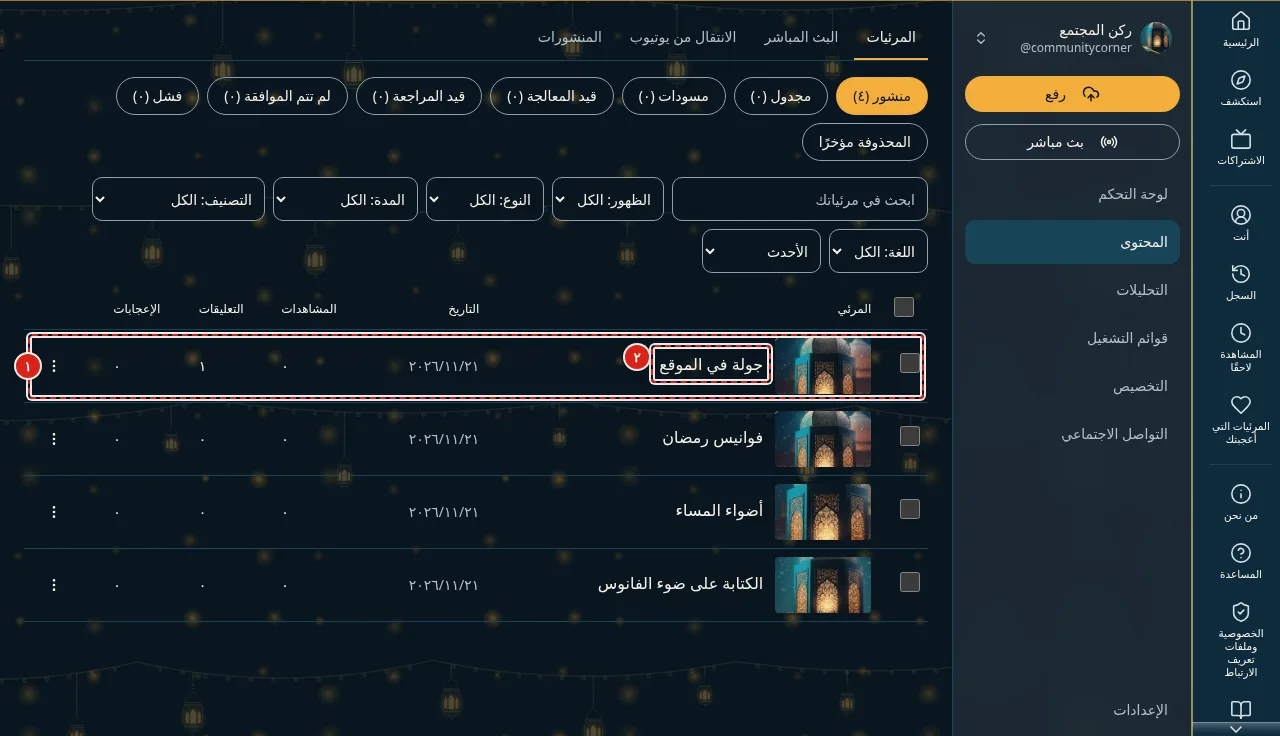 الرئيسية
استكشف
الاشتراكات
أنت
السجل
المشاهدة
لاحقًا
المرئيات التي
أعجبتك
من نحن
المساعدة
الخصوصية
وملفات
تعريف
الارتباط
ركن المجتمع
@communitycorner
رفع
بث مباشر
لوحة التحكم
المحتوى
التحليلات
قوائم التشغيل
التخصيص
التواصل الاجتماعي
الإعدادات
المرئيات البث المباشر الانتقال من يوتيوب المنشورات
منشور (٤) مجدول (٠) مسودات (٠) قيد المعالجة (٠) قيد المراجعة (٠) لم تتم الموافقة (٠) فشل (٠)
المحذوفة مؤخرًا
ابحث في مرئياتك الظهور: الكل النوع: الكل المدة: الكل التصنيف: الكل
اللغة: الكل الأحدث
المرئي التاريخ المشاهدات التعليقات الإعجابات
جولة في الموقع ٢ ٢٠٢٦/١١/٢١ ٠ ١ ٠ ١
فوانيس رمضان ٢٠٢٦/١١/٢١ ٠ ٠ ٠
أضواء المساء ٢٠٢٦/١١/٢١ ٠ ٠ ٠
الكتابة على ضوء الفانوس ٢٠٢٦/١١/٢١ ٠ ٠ ٠